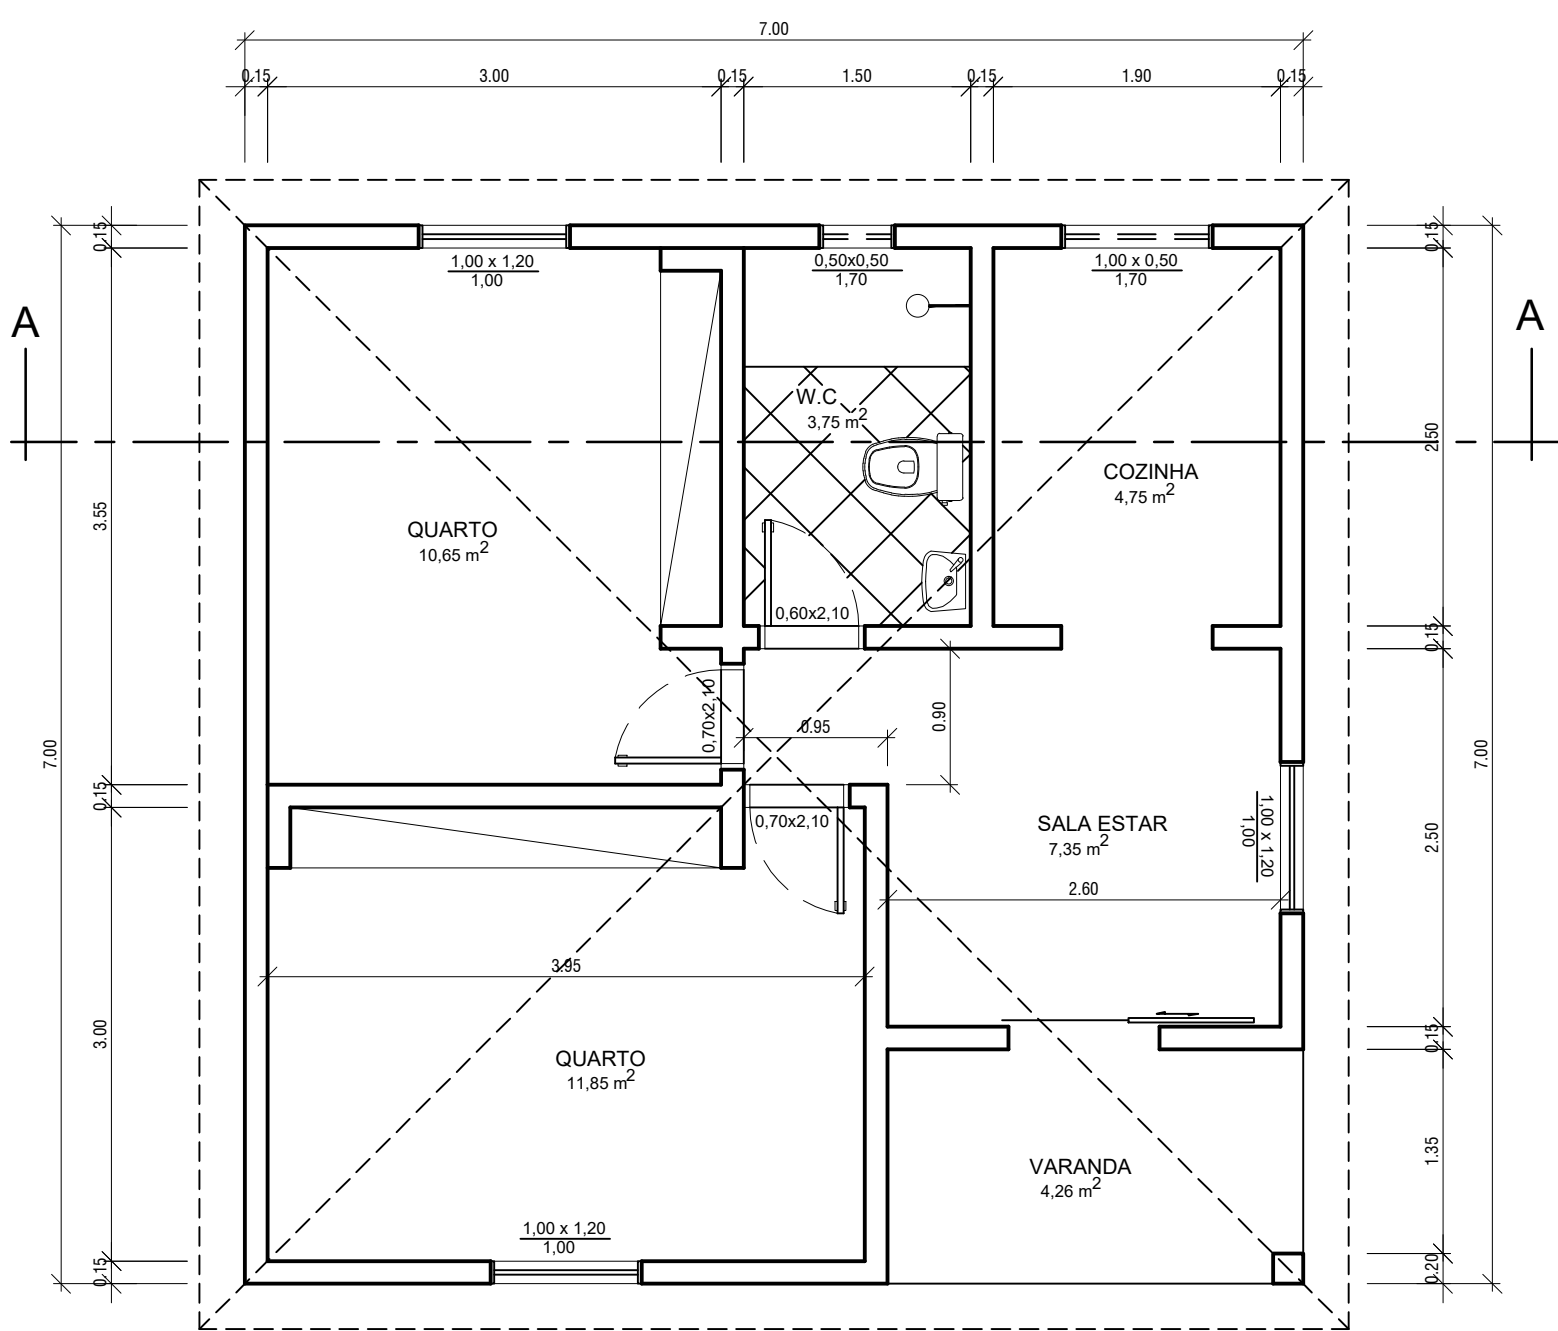 7.00
0.15
3.00
0.15
1.50
0.15
1.90
0.15
0.15
0.15
1,00 x 1,20
1,00
0,50x0,50
1,70
1,00 x 0,50
1,70
A
A
W.C
3,75 m2
2.50
COZINHA
4,75 m2
3.55
QUARTO
10,65 m2
0,60x2,10
0.15
0,70x2,10
0.90
0.95
7.00
7.00
0.15
0,70x2,10
SALA ESTAR
7,35 m2
1,00 x 1,20
1,00
2.50
2.60
3.95
3.00
0.15
QUARTO
11,85 m2
1.35
VARANDA
4,26 m2
1,00 x 1,20
1,00
0.15
0.20